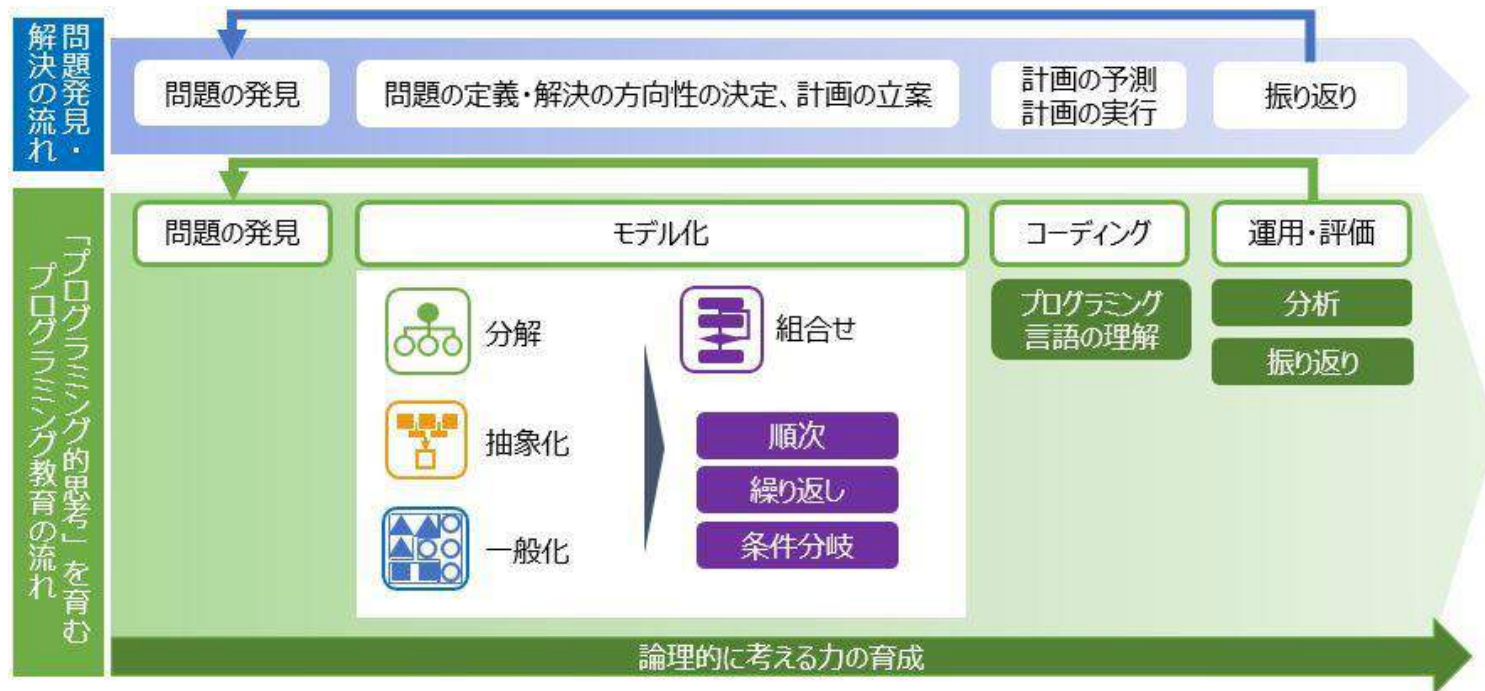 問題発見・
解決の流れ
問題の発見
問題の定義・解決の方向性の決定、計画の立案
計画の予測
計画の実行
振り返り
「プログラミング的思考」を育む
プログラミング教育の流れ
問題の発見
モデル化
コーディング
運用・評価
分解
抽象化
一般化
組合せ
順次
繰り返し
条件分岐
プログラミング
言語の理解
分析
振り返り
論理的に考える力の育成